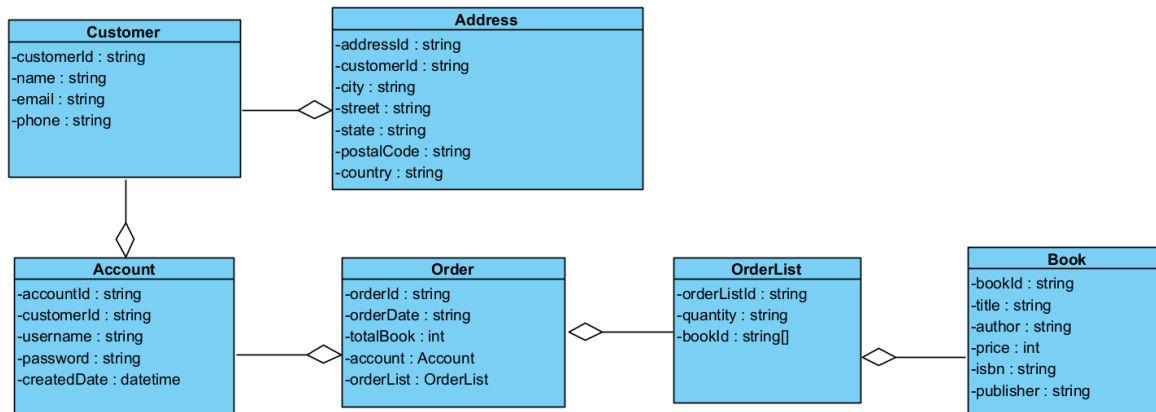 Customer
-customerId : string
-name : string
-email : string
-phone : string
Address
-addressId : string
-customerId : string
-city : string
-street : string
-state : string
-postalCode : string
-country : string
Account
-accountId : string
-customerId : string
-username : string
-password : string
-createdDate : datetime
Order
-orderId : string
-orderDate : string
-totalBook : int
-account : Account
-orderList : OrderList
OrderList
-orderListId : string
-quantity : string
-bookId : string[]
Book
-bookId : string
-title : string
-author : string
-price : int
-isbn : string
-publisher : string